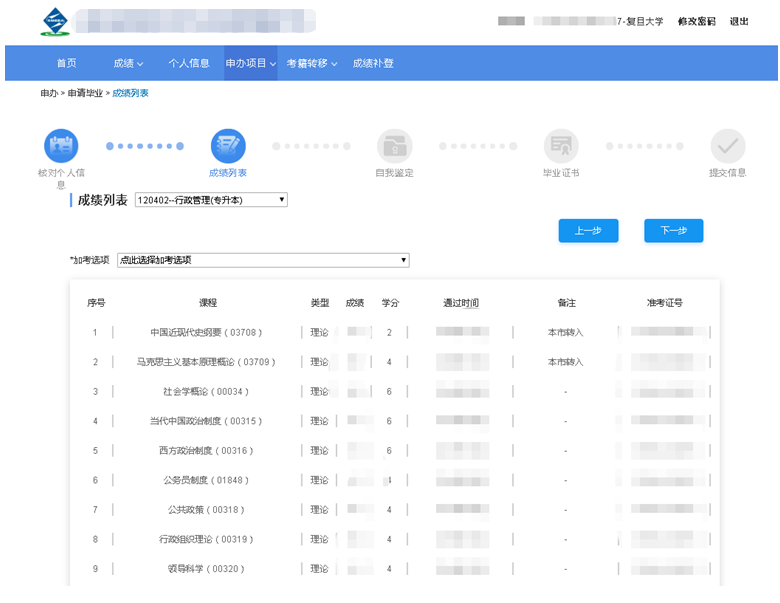 7-复旦大学 修改密码 退出
首页 成绩 个人信息 申办项目 考籍转移 成绩补登
申办 > 申请毕业 > 成绩列表
核对个人信息 成绩列表 自我鉴定 毕业证书 提交信息
成绩列表 120402--行政管理(专升本)
上一步 下一步
*加考选项 点此选择加考选项
序号 课程 类型 成绩 学分 通过时间 备注 准考证号
1 中国近现代史纲要 ( 03708 ) 理论 2 本市转入
2 马克思主义基本原理概论 ( 03709 ) 理论 4 本市转入
3 社会学概论 ( 00034 ) 理论 6 -
4 当代中国政治制度 ( 00315 ) 理论 6 -
5 西方政治制度 ( 00316 ) 理论 6 -
6 公务员制度 ( 01848 ) 理论 4 -
7 公共政策 ( 00318 ) 理论 4 -
8 行政组织理论 ( 00319 ) 理论 4 -
9 领导科学 ( 00320 ) 理论 4 -